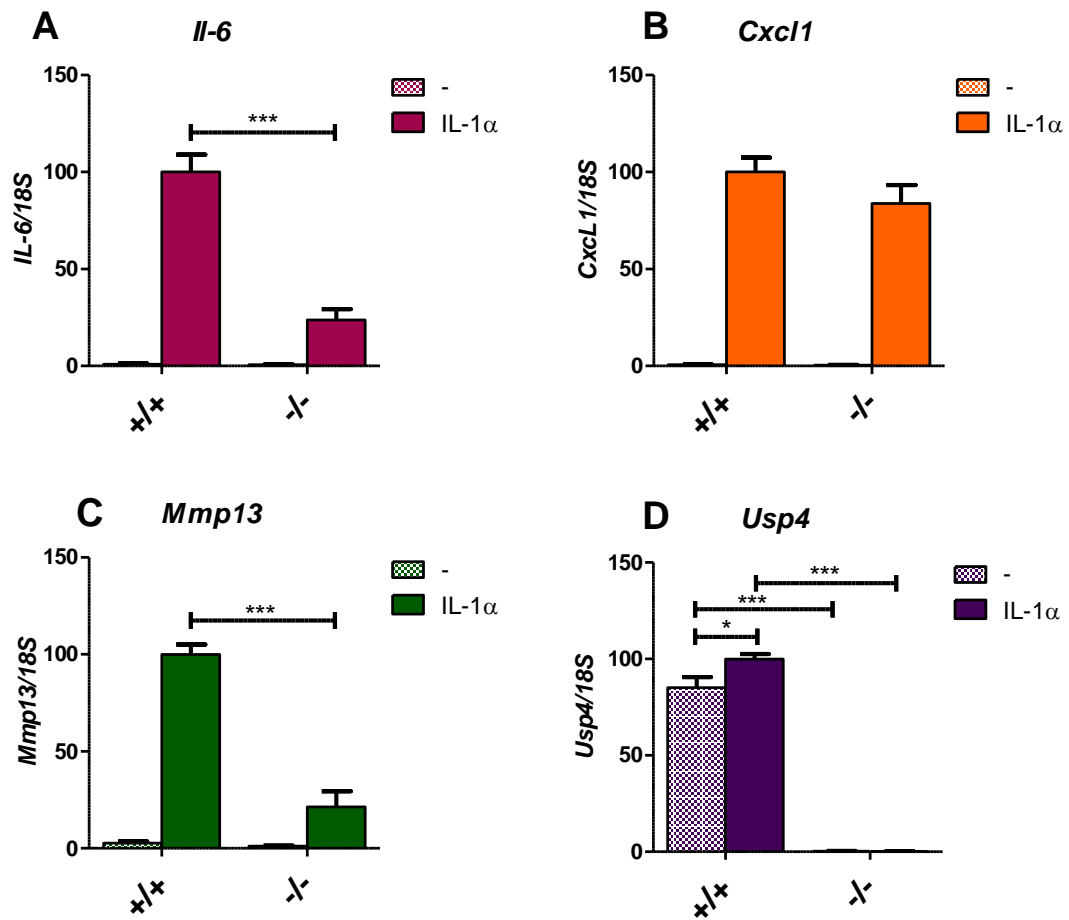 A Il-6
150
100
50
0
IL-6/18S
***
-
IL-1α
+/+ -/-
B Cxcl1
150
100
50
0
CxcL1/18S
-
IL-1α
+/+ -/-
C Mmp13
150
100
50
0
Mmp13/18S
***
-
IL-1α
+/+ -/-
D Usp4
150
100
50
0
Usp4/18S
***
***
*
-
IL-1α
+/+ -/-